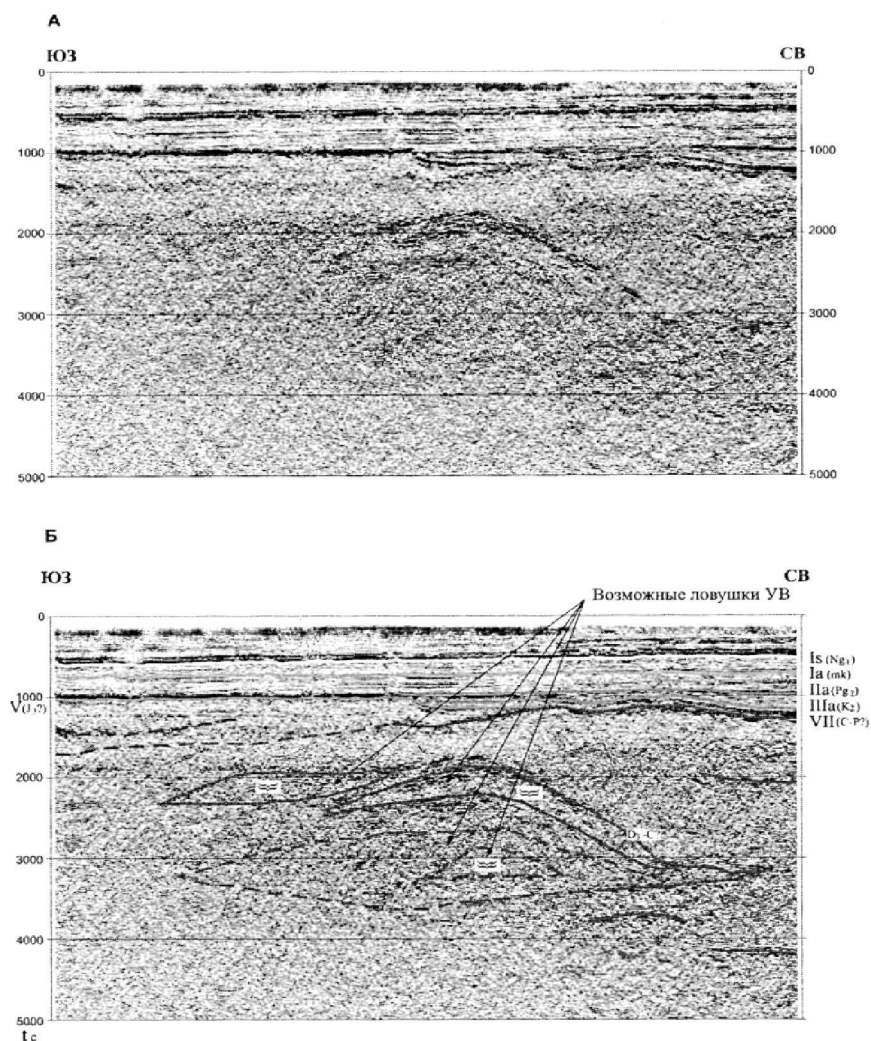 А
ЮЗ СВ
0 0
1000 1000
2000 2000
3000 3000
4000 4000
5000 5000
Б
ЮЗ СВ
Возможные ловушки УВ
0
Is (Ng₁)
Ia (mk)
1000 IIa (Pg₂)
V(J₃?) IIIa (K₂)
VII (C-P?)
2000
3000
4000
5000
t c